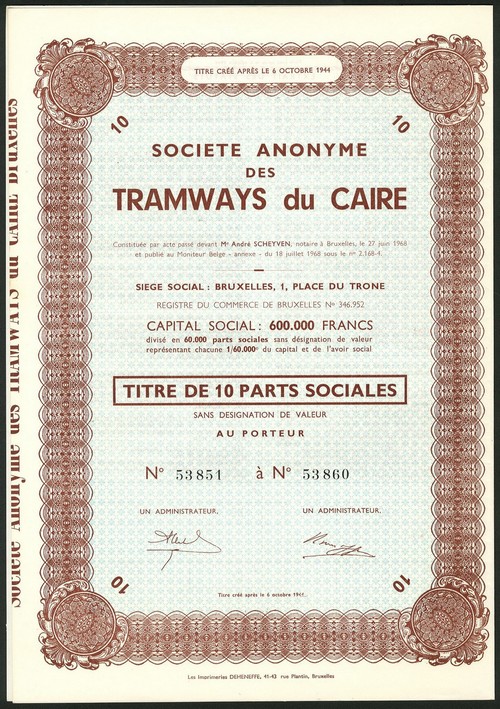 TITRE CRÉÉ APRÈS LE 6 OCTOBRE 1944
10
10
SOCIETE ANONYME
DES
TRAMWAYS du CAIRE
Constituée par acte passé devant Me André SCHEYVEN, notaire à Bruxelles, le 27 juin 1968
et publié au Moniteur Belge - annexe - du 18 juillet 1968 sous le no 2.168-4.
SIEGE SOCIAL : BRUXELLES, 1, PLACE DU TRONE
REGISTRE DU COMMERCE DE BRUXELLES No 346.952
CAPITAL SOCIAL : 600.000 FRANCS
divisé en 60.000 parts sociales sans désignation de valeur
représentant chacune 1/60.000e du capital et de l'avoir social
TITRE DE 10 PARTS SOCIALES
SANS DESIGNATION DE VALEUR
AU PORTEUR
No 53851 à No 53860
UN ADMINISTRATEUR, UN ADMINISTRATEUR,
10
10
Titre créé après le 6 octobre 1944.
Les Imprimeries DEHENEFFE, 41-43 rue Plantin, Bruxelles
Société Anonyme des TRAMWAYS du CAIRE Bruxelles